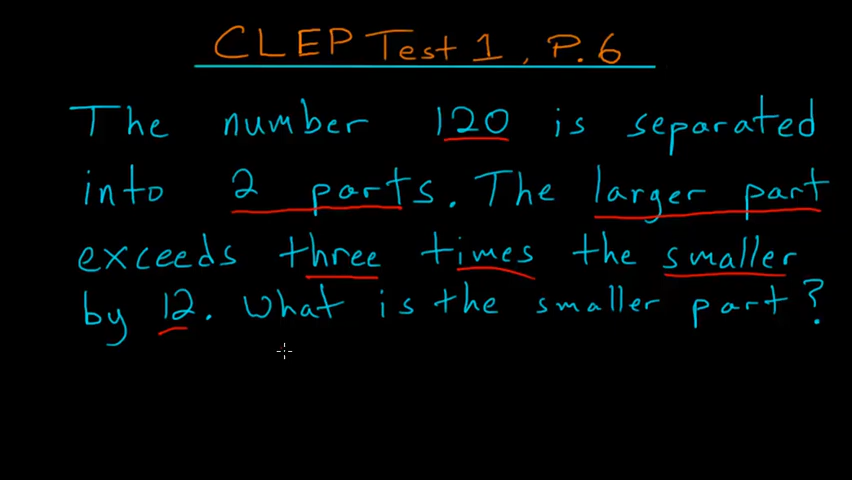 CLEP Test 1, P.6
The number 120 is separated
into 2 parts. The larger part
exceeds three times the smaller
by 12. What is the smaller part?